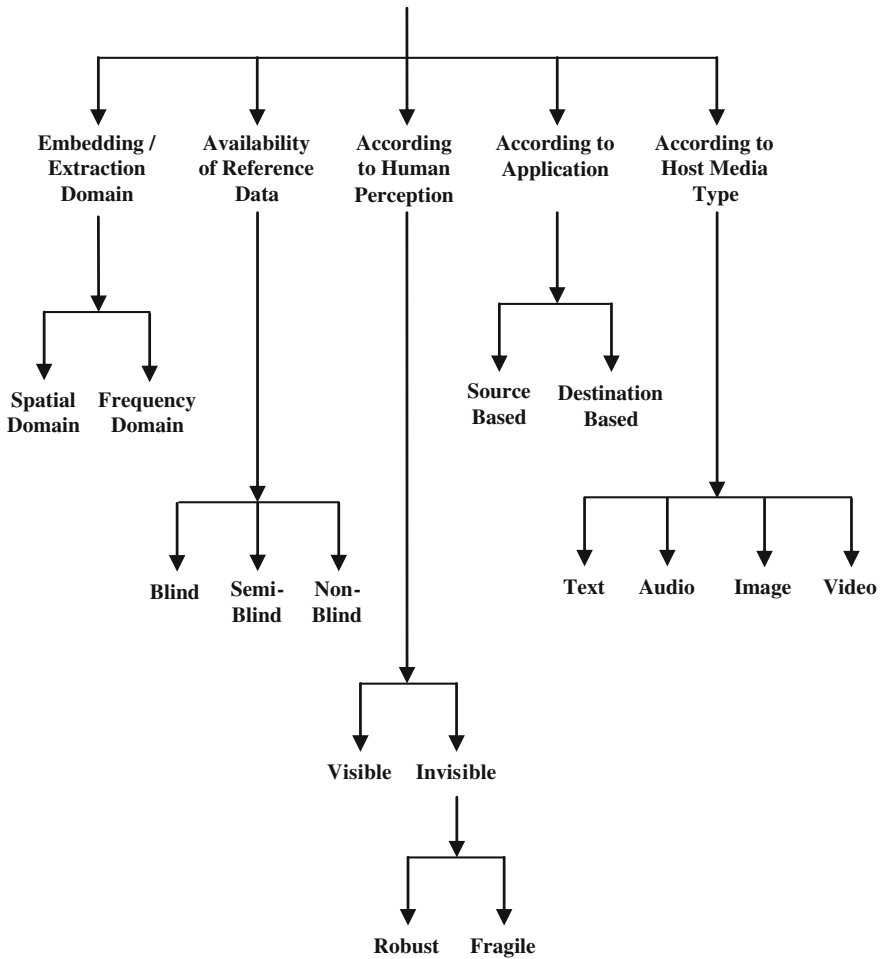 Embedding /
Extraction
Domain
Availability
of Reference
Data
According
to Human
Perception
According to
Application
According to
Host Media
Type
Spatial
Domain
Frequency
Domain
Source
Based
Destination
Based
Blind
Semi-
Blind
Non-
Blind
Text
Audio
Image
Video
Visible
Invisible
Robust
Fragile